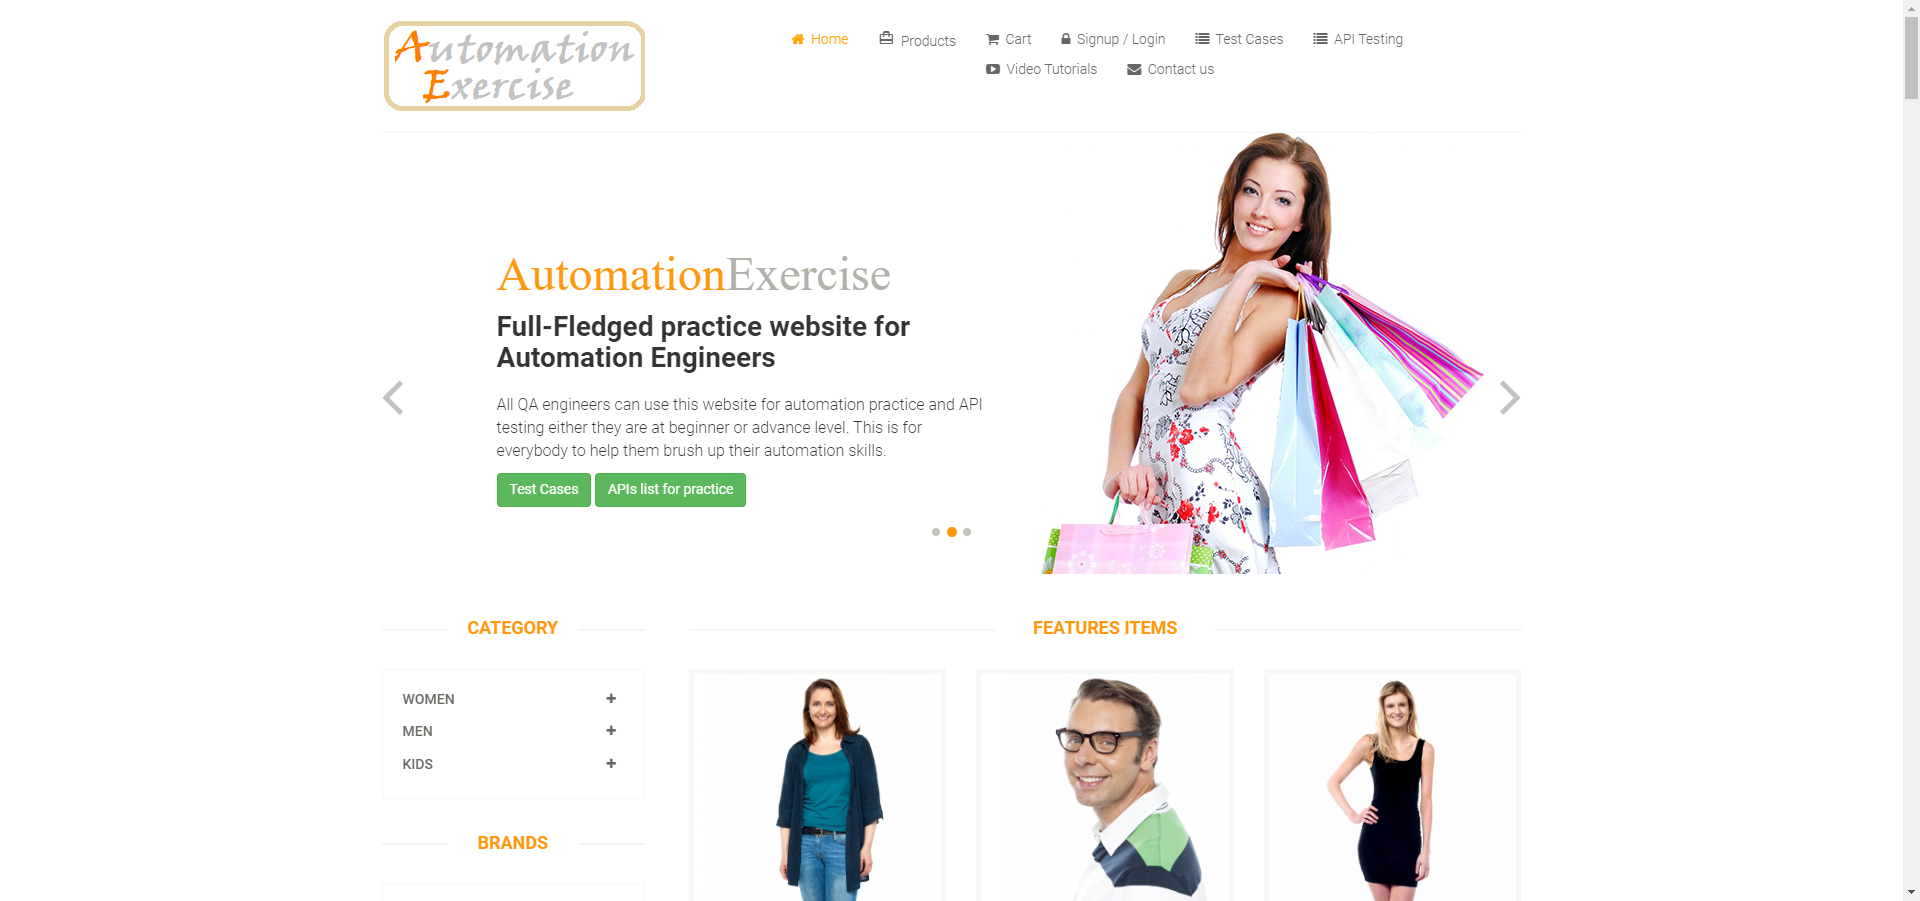 Automation
Exercise
Home
Products
Cart
Signup / Login
Test Cases
API Testing
Video Tutorials
Contact us
AutomationExercise
Full-Fledged practice website for
Automation Engineers
All QA engineers can use this website for automation practice and API
testing either they are at beginner or advance level. This is for
everybody to help them brush up their automation skills.
Test Cases
APIs list for practice
CATEGORY
WOMEN
MEN
KIDS
BRANDS
FEATURES ITEMS